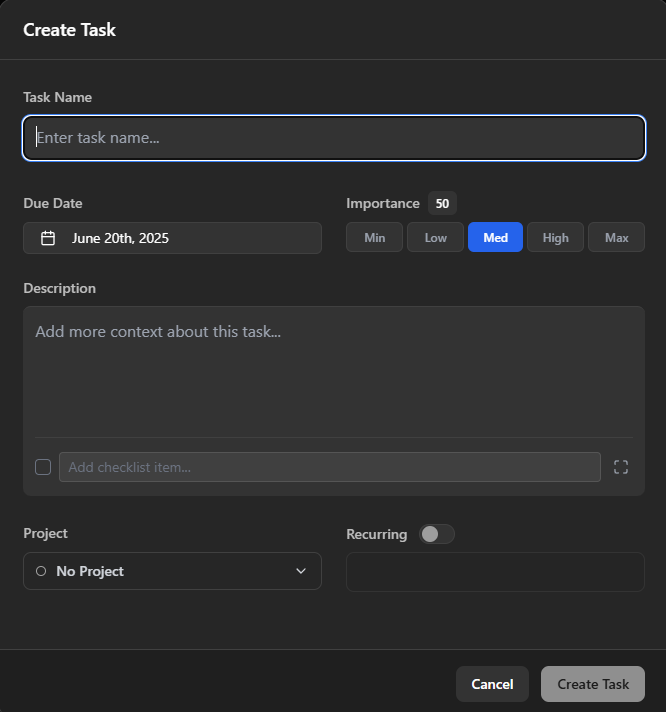 Create Task
Task Name
Enter task name...
Due Date
Importance 50
June 20th, 2025
Min Low Med High Max
Description
Add more context about this task...
Add checklist item...
Project
Recurring
No Project
Cancel Create Task